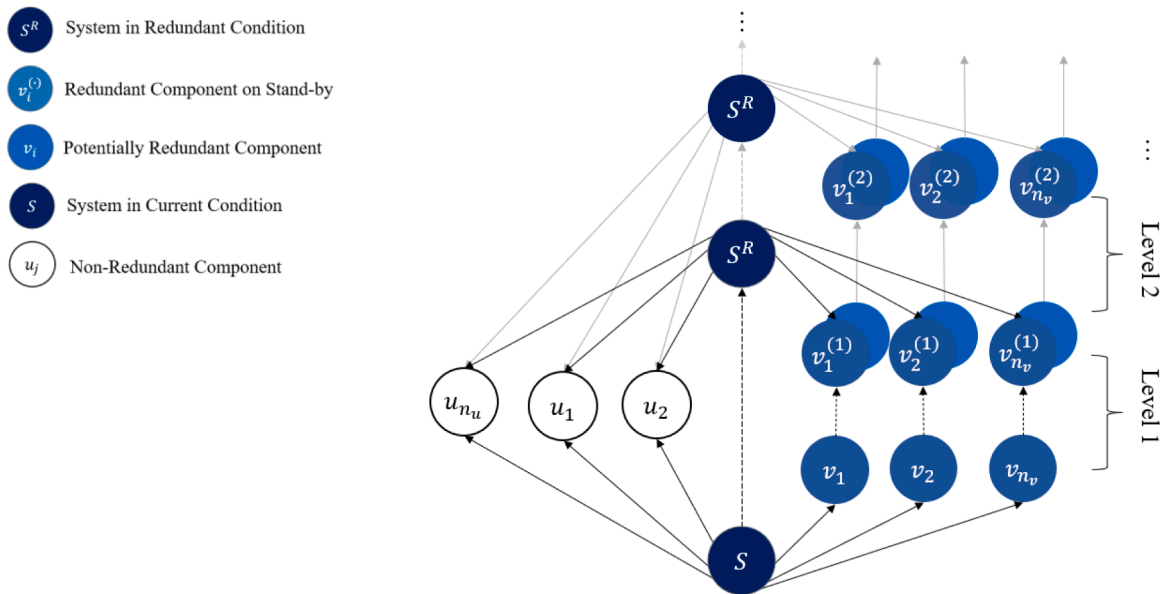 S^R System in Redundant Condition
v_i^(·) Redundant Component on Stand-by
v_i Potentially Redundant Component
S System in Current Condition
u_j Non-Redundant Component
⋮
S^R
v_1^(2) v_2^(2) v_{n_v}^(2)
⋮
S^R
Level 2
v_1^(1) v_2^(1) v_{n_v}^(1)
u_{n_u} u_1 u_2
Level 1
v_1 v_2 v_{n_v}
S